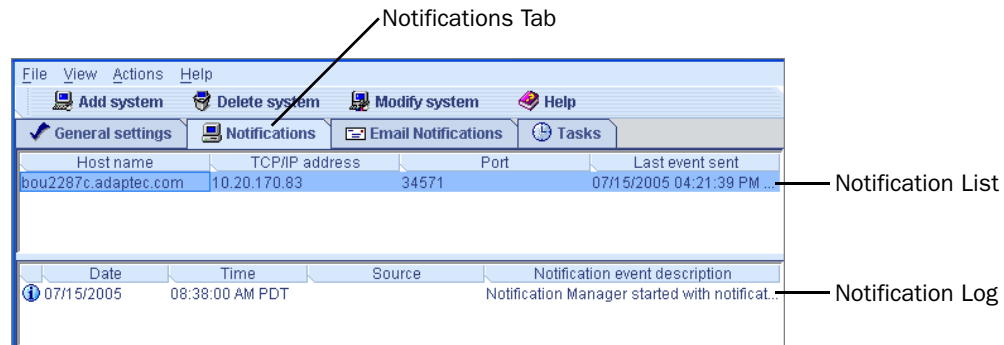 Notifications Tab
File View Actions Help
Add system Delete system Modify system Help
General settings Notifications Email Notifications Tasks
Host name TCP/IP address Port Last event sent
bou2287c.adaptec.com 10.20.170.83 34571 07/15/2005 04:21:39 PM ...
Notification List
Date Time Source Notification event description
07/15/2005 08:38:00 AM PDT Notification Manager started with notificat...
Notification Log